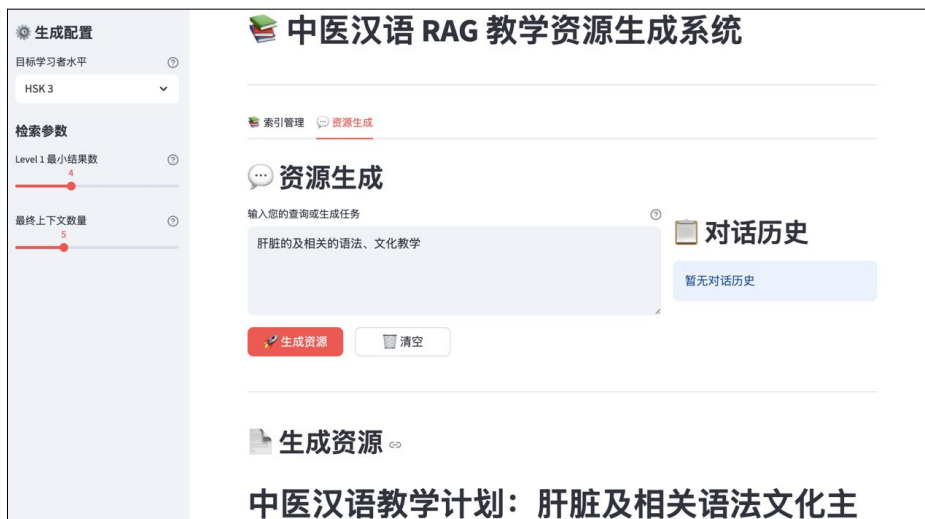 生成配置
目标学习者水平
HSK 3
检索参数
Level 1 最小结果数
4
最终上下文数量
5
中医汉语 RAG 教学资源生成系统
索引管理 资源生成
资源生成
输入您的查询或生成任务
肝脏的及相关的语法、文化教学
生成资源 清空
对话历史
暂无对话历史
生成资源
中医汉语教学计划：肝脏及相关语法文化主